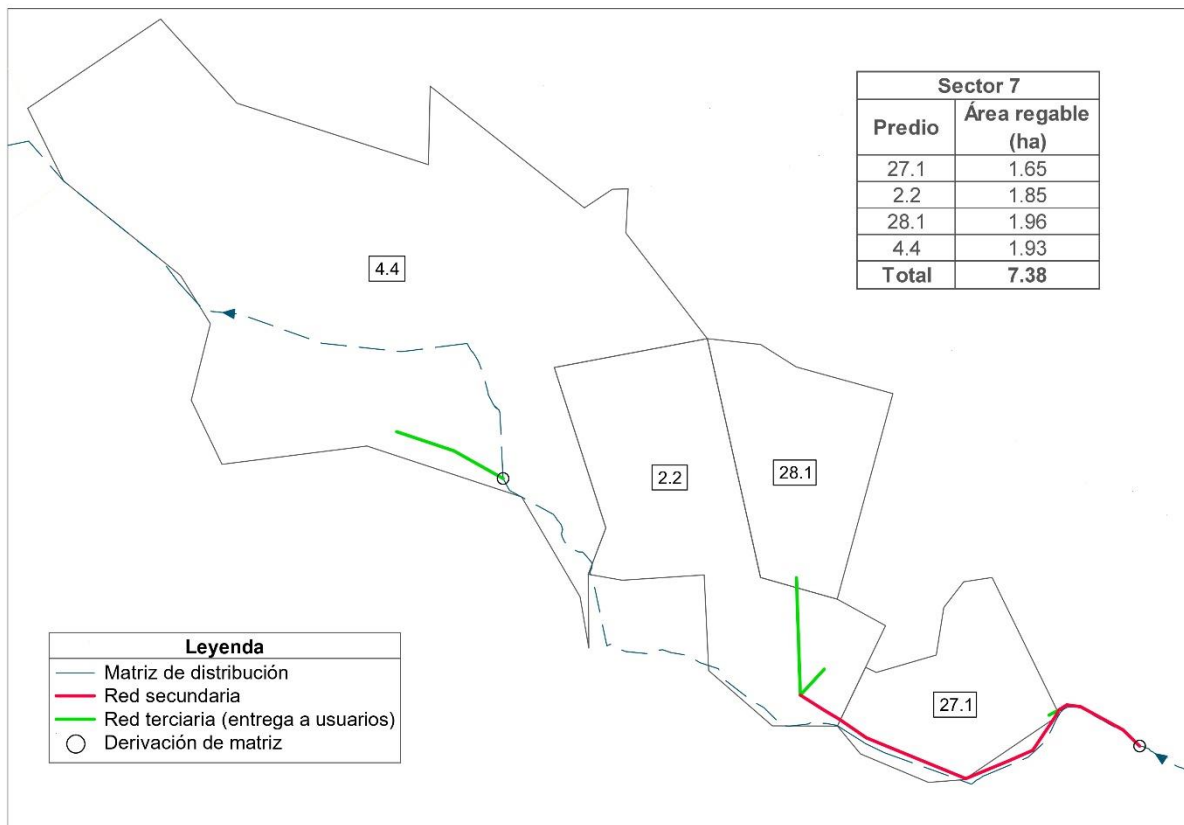 Sector 7
Predio Área regable (ha)
27.1 1.65
2.2 1.85
28.1 1.96
4.4 1.93
Total 7.38
4.4
2.2
28.1
27.1
Leyenda
Matriz de distribución
Red secundaria
Red terciaria (entrega a usuarios)
Derivación de matriz